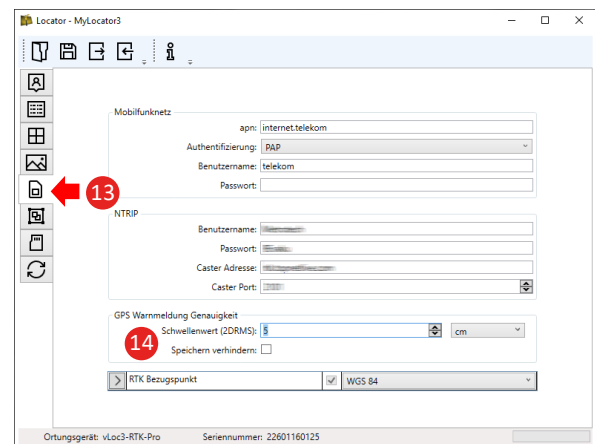 Locator - MyLocator3
Mobilfunknetz
apn: internet.telekom
Authentifizierung: PAP
Benutzername: telekom
Passwort:
13
NTRIP
Benutzername:
Passwort:
Caster Adresse:
Caster Port:
GPS Warnmeldung Genauigkeit
Schwellenwert (2DRMS): 5 cm
14
Speichern verhindern:
RTK Bezugspunkt WGS 84
Ortungsgerät: vLoc3-RTK-Pro Seriennummer: 22601160125